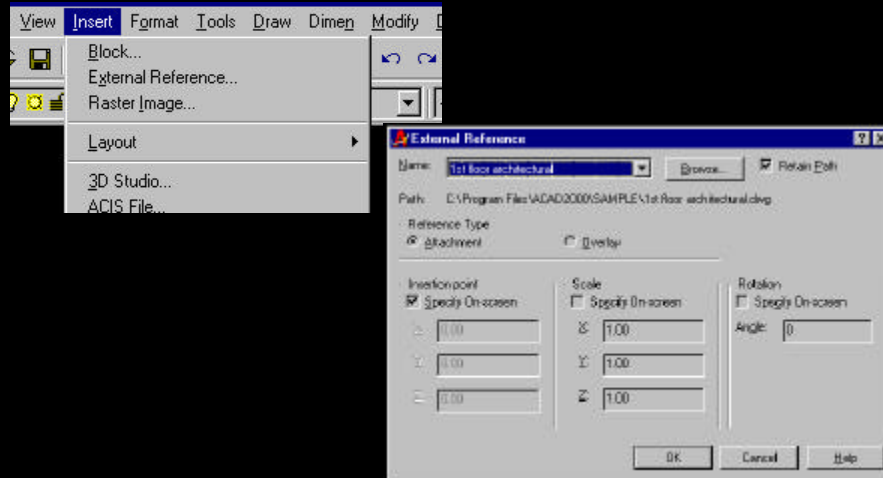 View Insert Format Tools Draw Dimen Modify
Block...
External Reference...
Raster Image...
Layout
3D Studio...
ACIS File...
External Reference
Name: 1st floor architectural Browse... Retain Path
Path: C:\Program Files\ACAD2000\SAMPLE\1st floor architectural.dwg
Reference Type
Attachment Overlay
Insertion point Scale Rotation
Specify On-screen Specify On-screen Specify On-screen
X: 0.00 X: 1.00 Angle: 0
Y: 0.00 Y: 1.00
Z: 0.00 Z: 1.00
OK Cancel Help